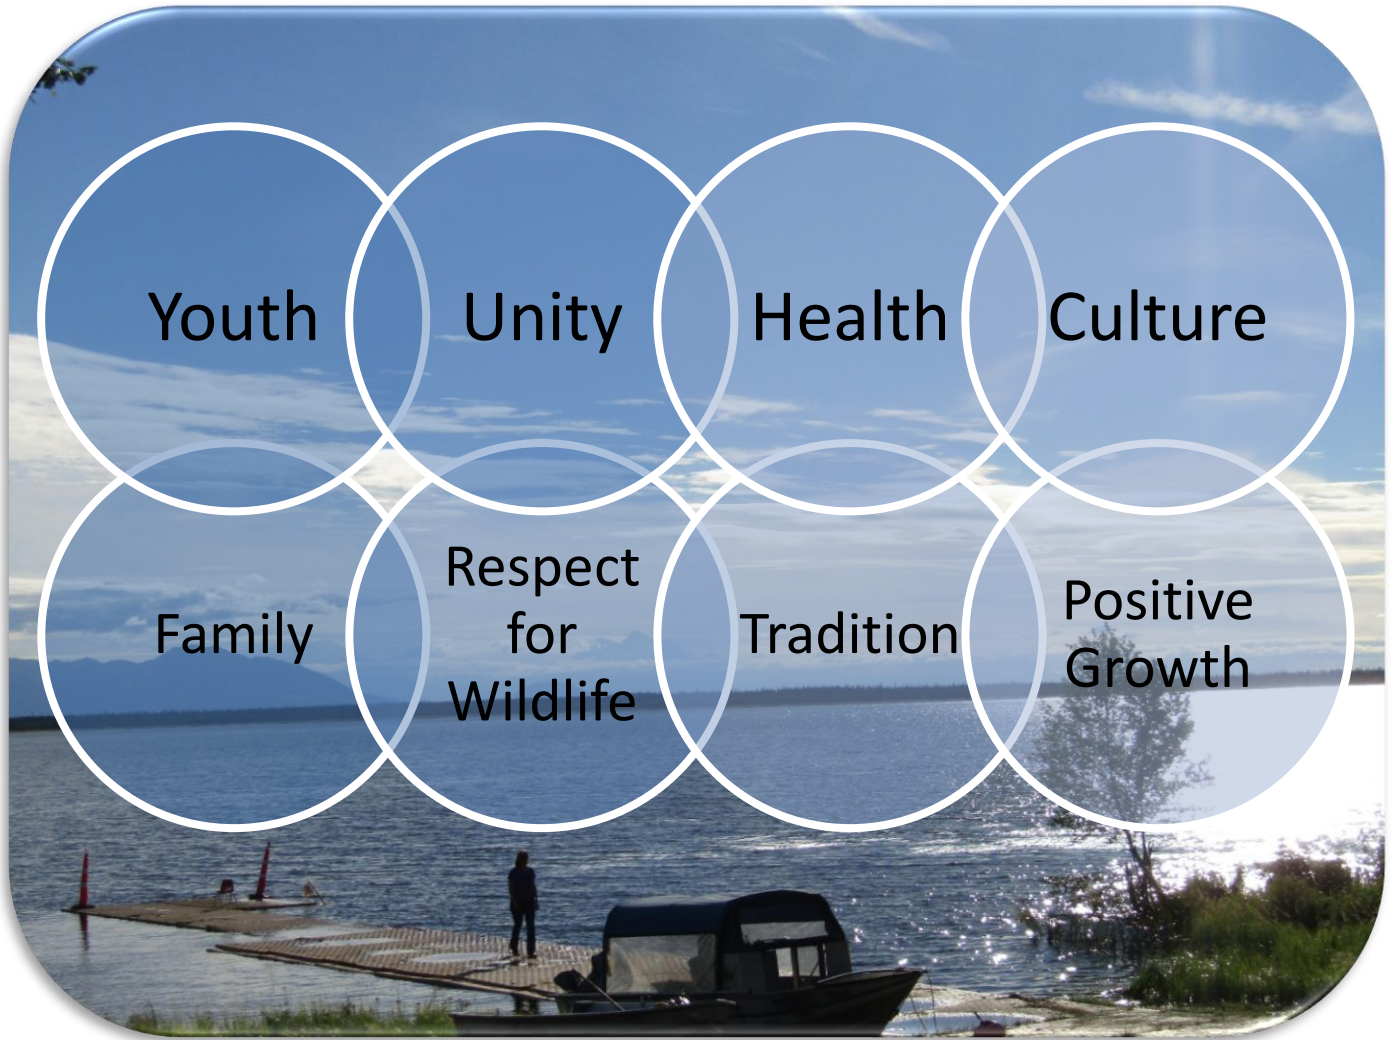 Youth
Unity
Health
Culture
Family
Respect
for
Wildlife
Tradition
Positive
Growth